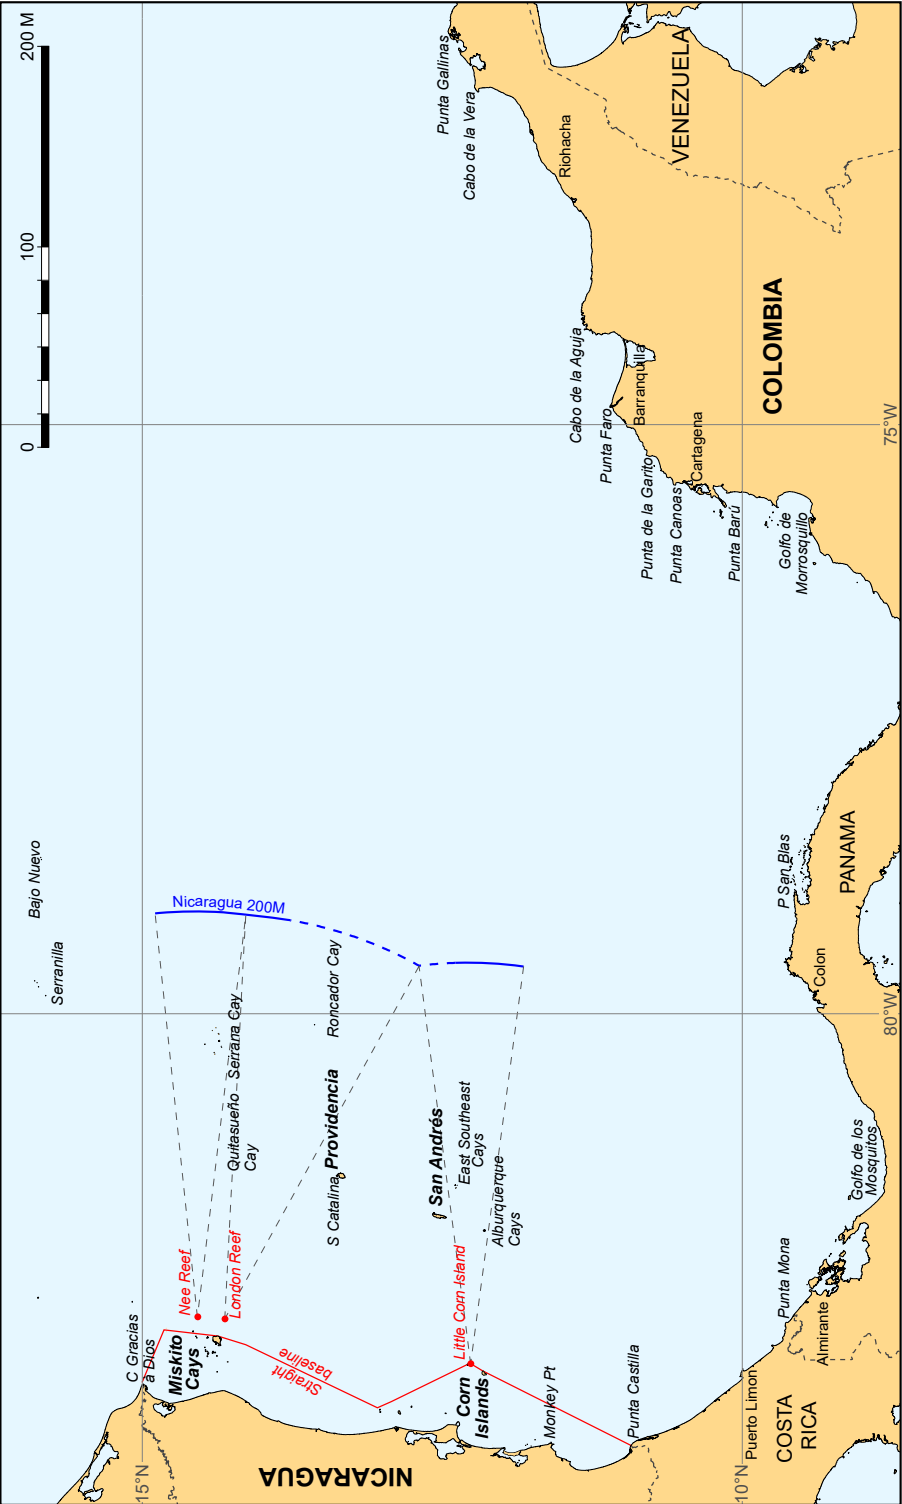 0
100
200 M
Bajo Nuevo
Serranilla
15°N
C Gracias
à Dios
Miskito
Cays
Nee Reef
London Reef
Nicaragua 200M
Quitasueño
Cay
Serrana Cay
Straight
baseline
S Catalina
Providencia
Roncador Cay
NICARAGUA
Corn
Islands
Little Corn Island
San Andrés
East Southeast
Cays
Alburquerque
Cays
Monkey Pt
Punta Castilla
Punta Gallinas
Cabo de la Vera
Riohacha
VENEZUELA
Cabo de la Aguja
Punta Faro
Barranquilla
Punta de la Garito
Punta Canoas
Cartagena
Punta Barú
COLOMBIA
Golfo de
Morrosquillo
10°N
Puerto Limon
COSTA
RICA
Punta Mona
Almirante
Golfo de los
Mosquitos
Colon
P San Blas
PANAMA
80°W
75°W